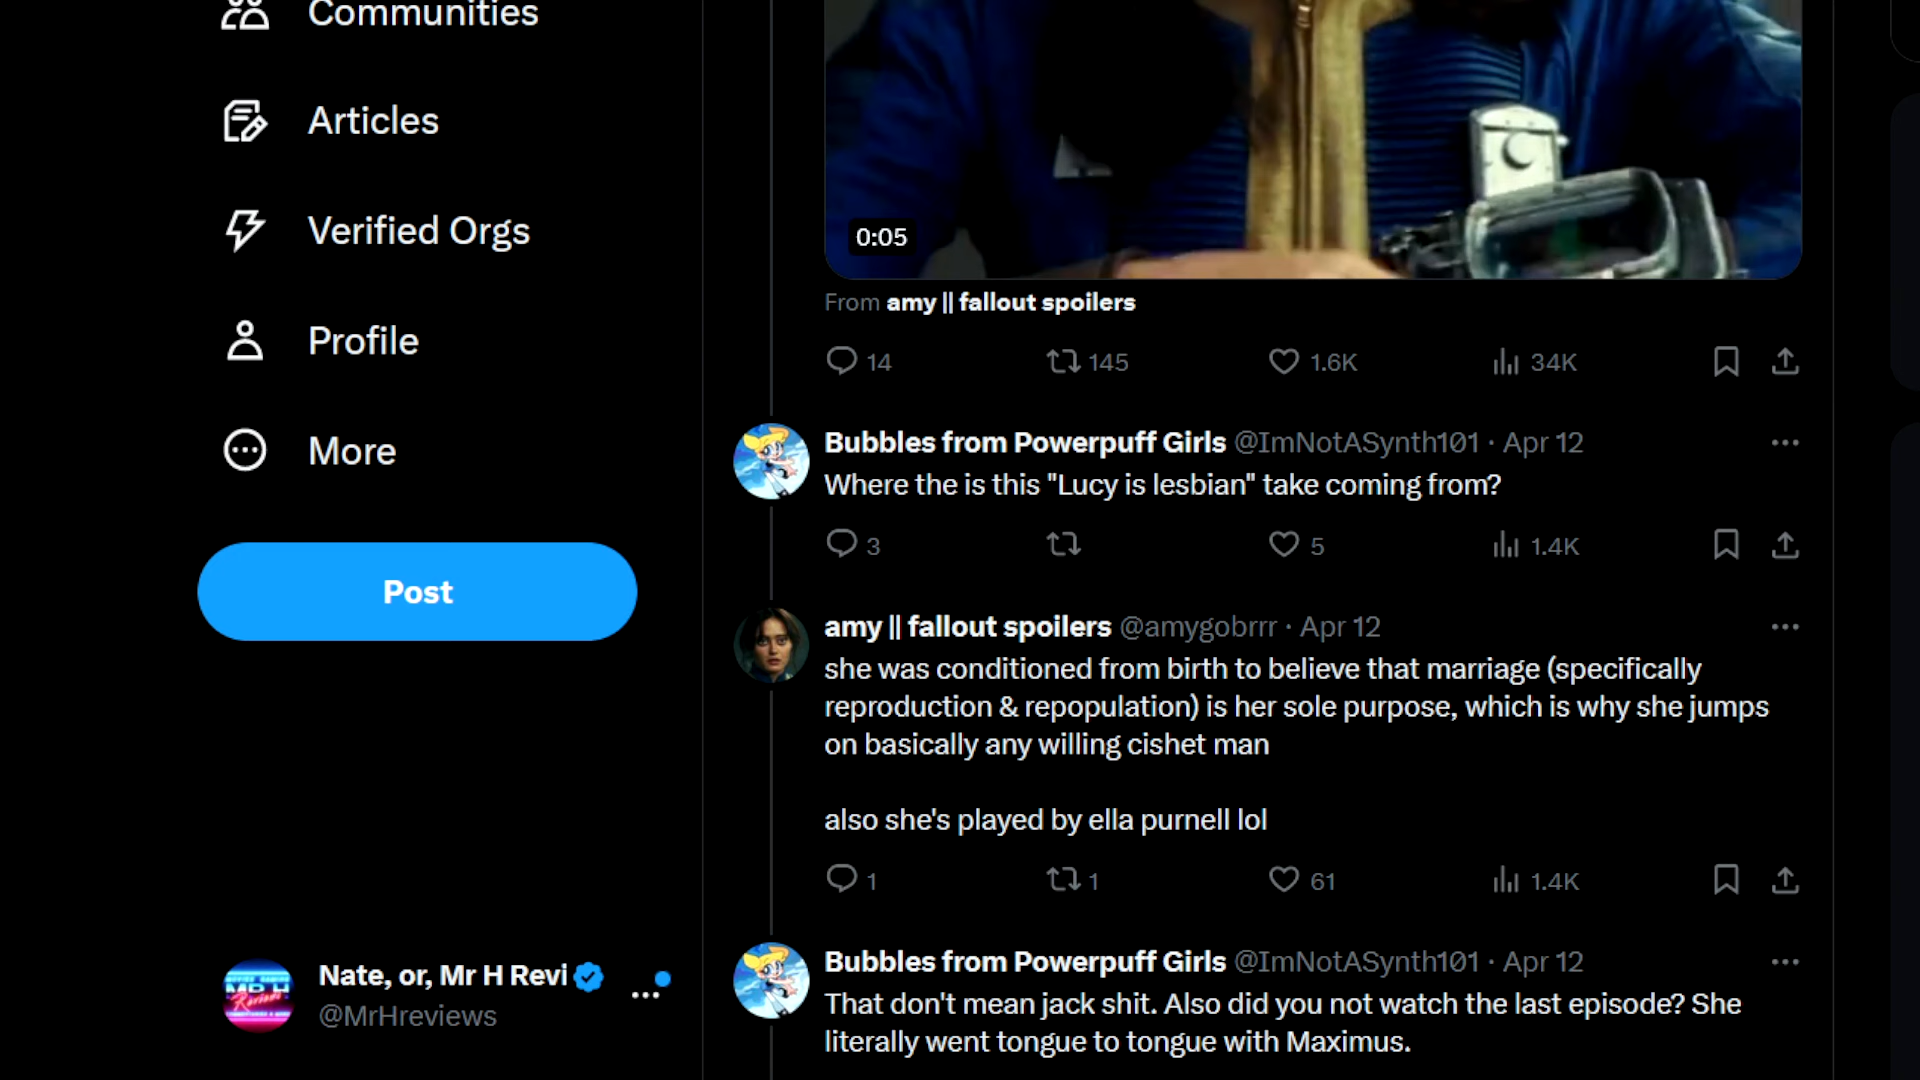 Communities
Articles
Verified Orgs
Profile
More
Post
Nate, or, Mr H Revi
@MrHreviews
0:05
From amy || fallout spoilers
14 145 1.6K 34K
Bubbles from Powerpuff Girls @ImNotASynth101 · Apr 12
Where the is this "Lucy is lesbian" take coming from?
3 5 1.4K
amy || fallout spoilers @amygobrrr · Apr 12
she was conditioned from birth to believe that marriage (specifically
reproduction & repopulation) is her sole purpose, which is why she jumps
on basically any willing cishet man
also she's played by ella purnell lol
1 1 61 1.4K
Bubbles from Powerpuff Girls @ImNotASynth101 · Apr 12
That don't mean jack shit. Also did you not watch the last episode? She
literally went tongue to tongue with Maximus.